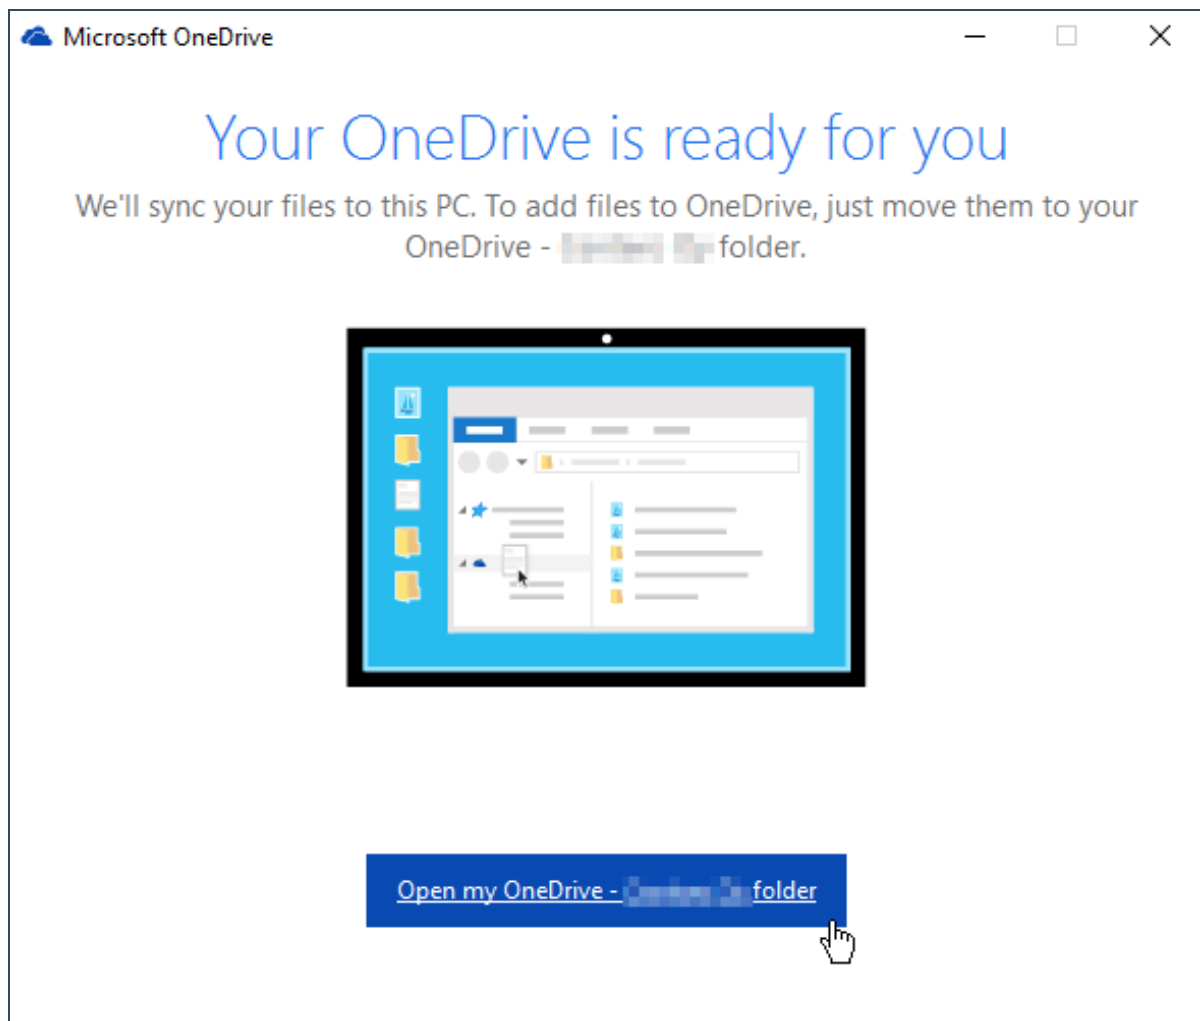 Microsoft OneDrive
Your OneDrive is ready for you
We'll sync your files to this PC. To add files to OneDrive, just move them to your
OneDrive - folder.
Open my OneDrive - folder